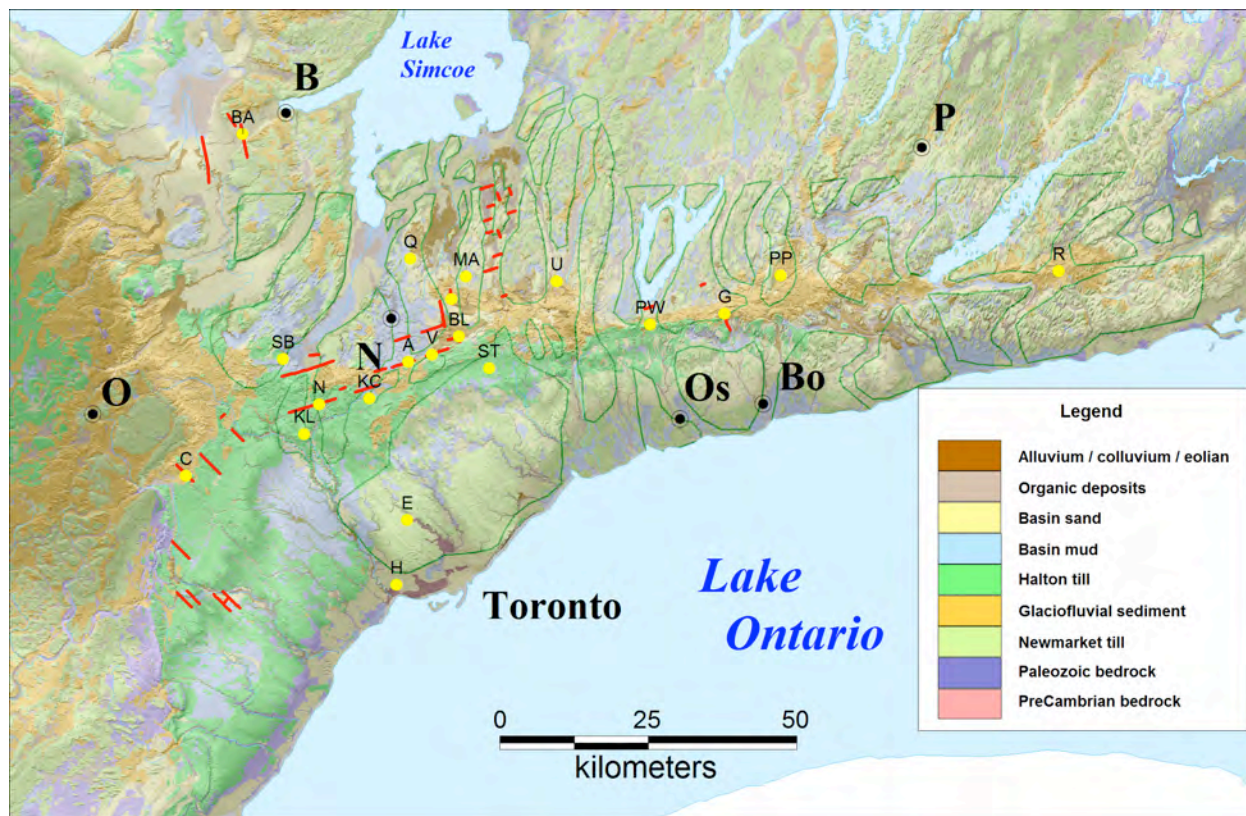 Lake
Simcoe
B
BA
P
Q
MA
U
PP
R
PW
G
BL
V
A
SB
N
ST
KC
N
KL
O
Os
Bo
C
E
H
Toronto
Lake
Ontario
0 25 50
kilometers
Legend
Alluvium / colluvium / eolian
Organic deposits
Basin sand
Basin mud
Halton till
Glaciofluvial sediment
Newmarket till
Paleozoic bedrock
PreCambrian bedrock